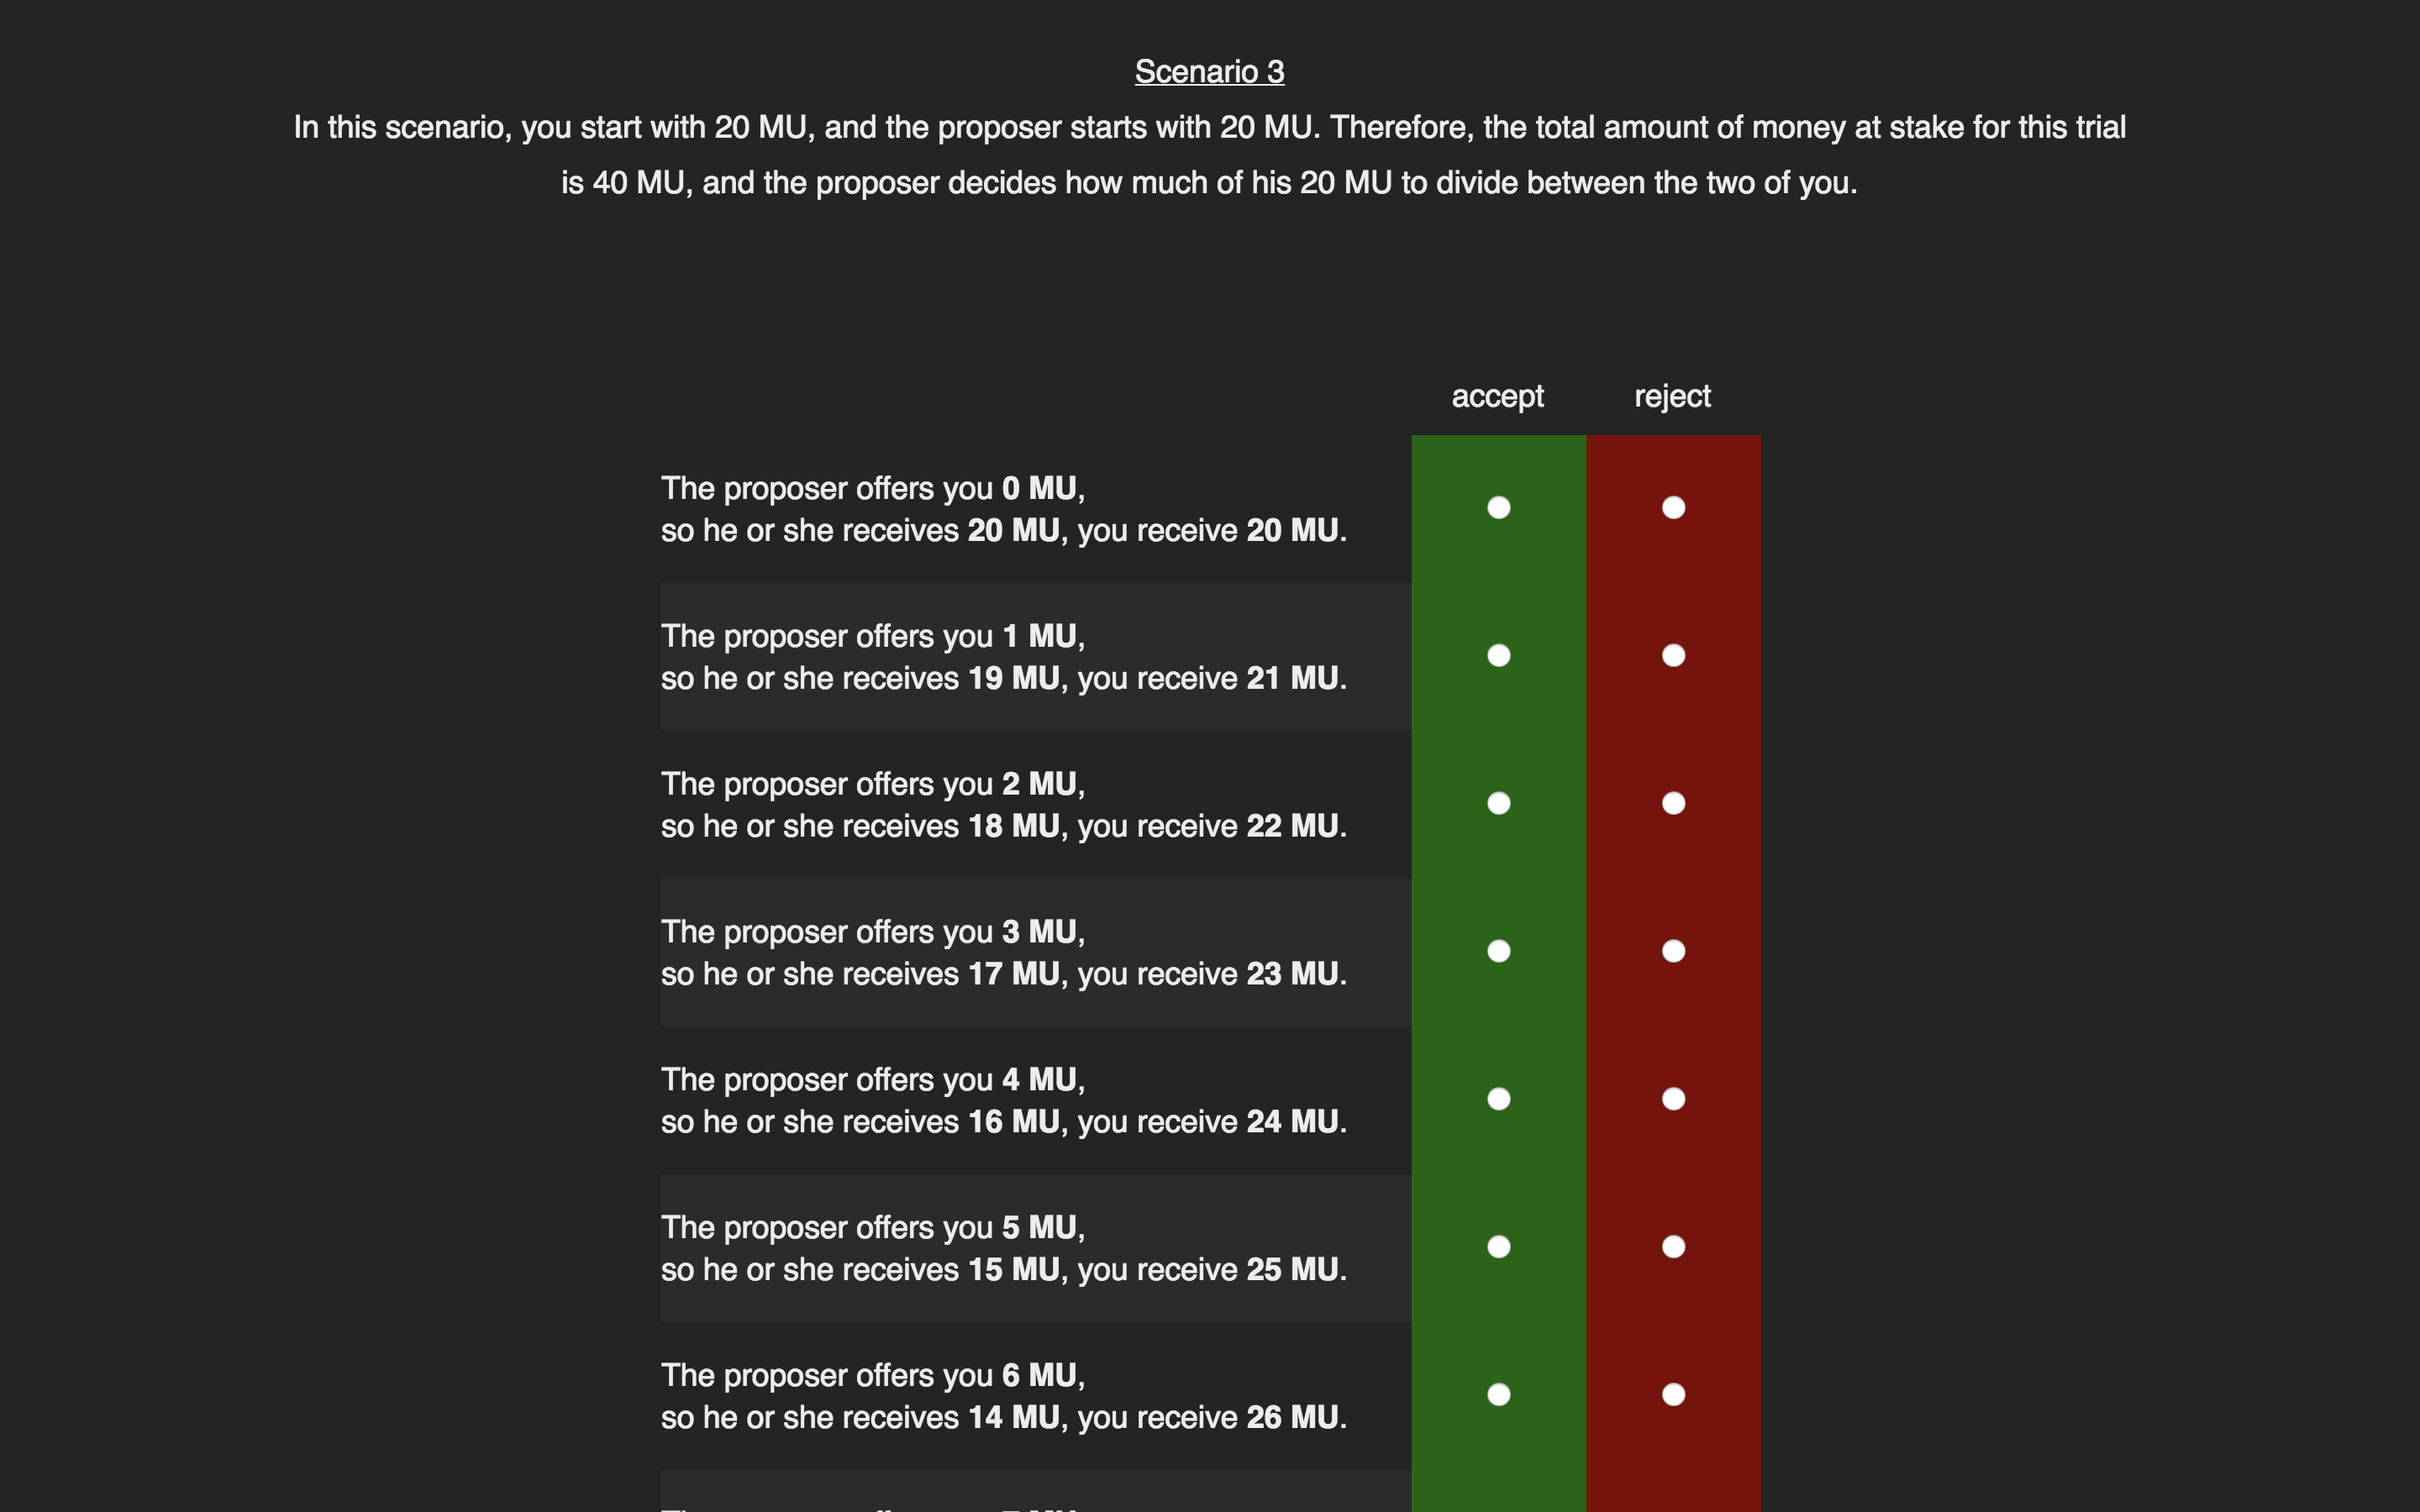 Scenario 3
In this scenario, you start with 20 MU, and the proposer starts with 20 MU. Therefore, the total amount of money at stake for this trial
is 40 MU, and the proposer decides how much of his 20 MU to divide between the two of you.
accept reject
The proposer offers you 0 MU,
so he or she receives 20 MU, you receive 20 MU.
The proposer offers you 1 MU,
so he or she receives 19 MU, you receive 21 MU.
The proposer offers you 2 MU,
so he or she receives 18 MU, you receive 22 MU.
The proposer offers you 3 MU,
so he or she receives 17 MU, you receive 23 MU.
The proposer offers you 4 MU,
so he or she receives 16 MU, you receive 24 MU.
The proposer offers you 5 MU,
so he or she receives 15 MU, you receive 25 MU.
The proposer offers you 6 MU,
so he or she receives 14 MU, you receive 26 MU.